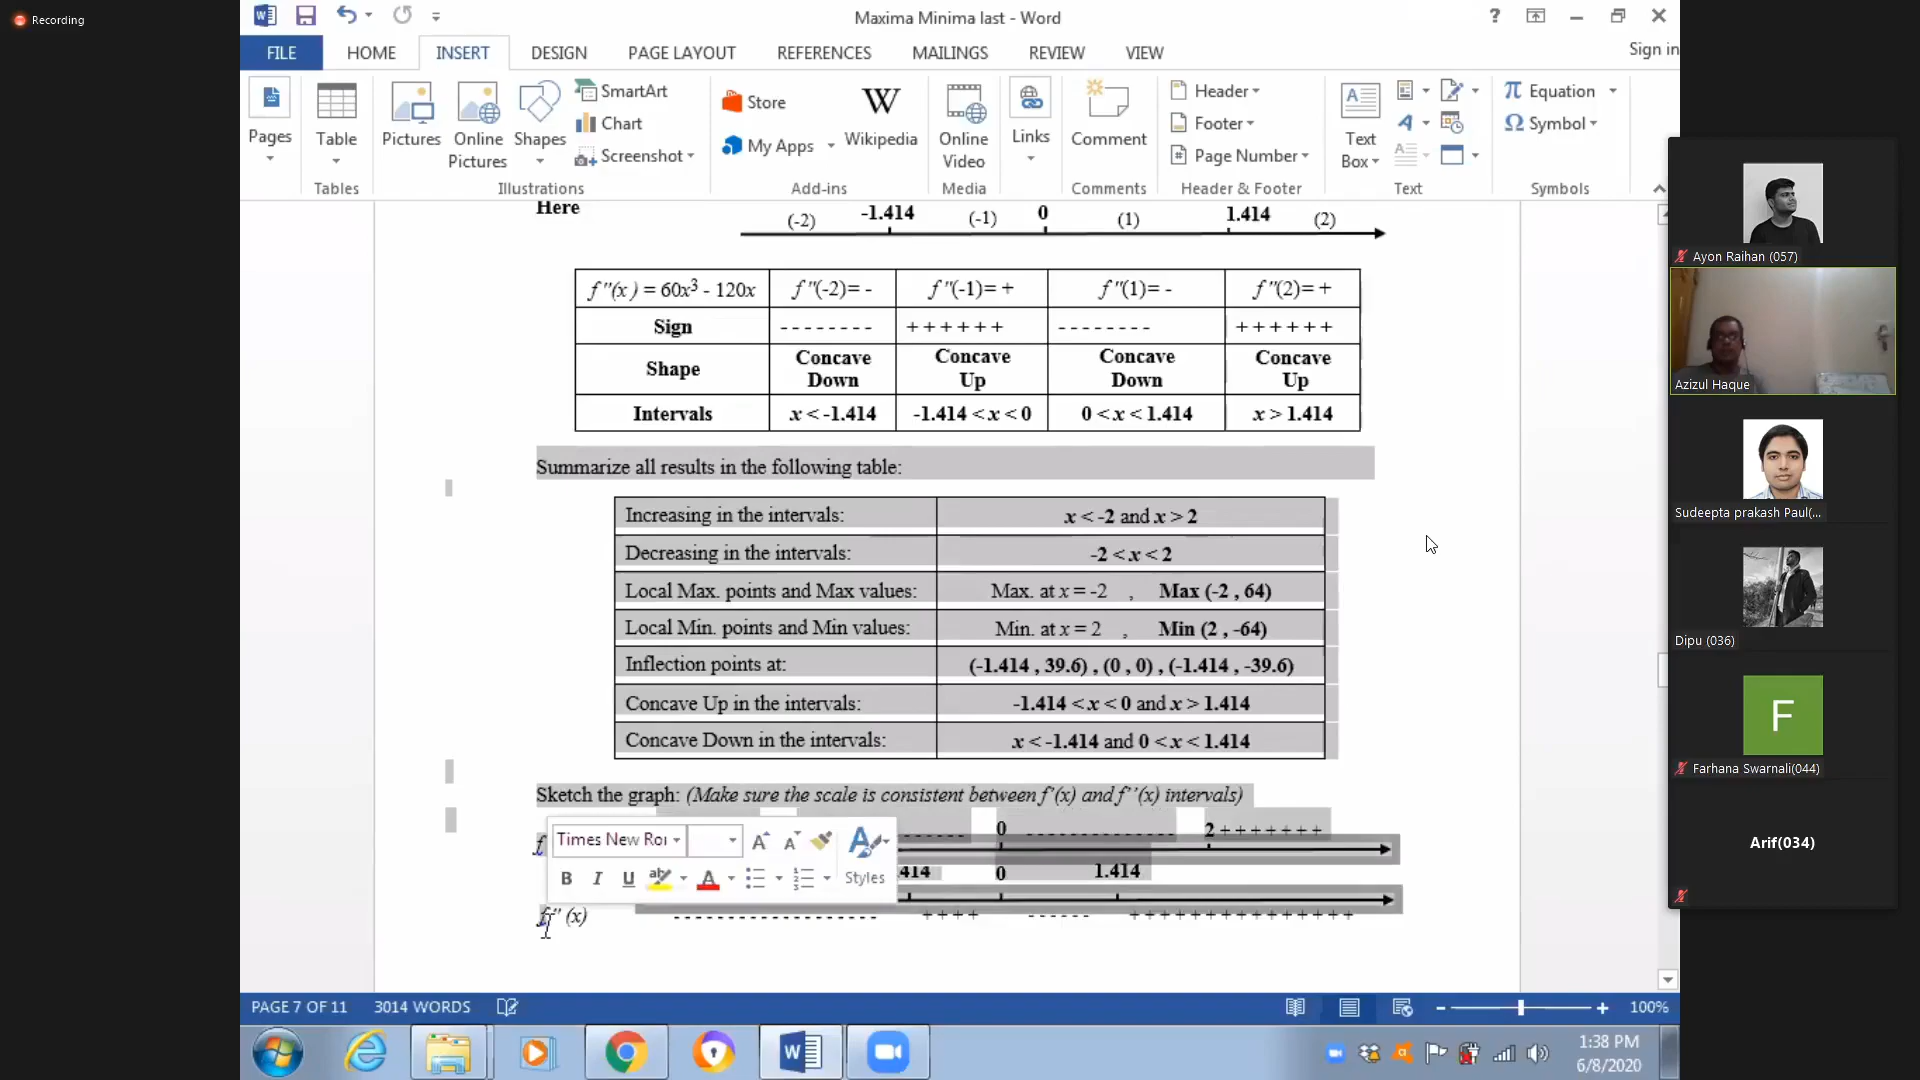 Recording
Maxima Minima last - Word
?
FILE HOME INSERT DESIGN PAGE LAYOUT REFERENCES MAILINGS REVIEW VIEW Sign in
Pages Table Pictures Online Pictures Shapes SmartArt Chart Screenshot Store My Apps Wikipedia Online Video Links Comment Header Footer Page Number Text Box Equation Symbol
Tables Illustrations Add-ins Media Comments Header & Footer Text Symbols
Here
(-2) -1.414 (-1) 0 (1) 1.414 (2)
f "(x ) = 60x³ - 120x f "(-2)= - f "(-1)= + f "(1)= - f "(2)= +
Sign - - - - - - - - + + + + + + - - - - - - - - + + + + + +
Shape Concave Down Concave Up Concave Down Concave Up
Intervals x < -1.414 -1.414 < x < 0 0 < x < 1.414 x > 1.414
Summarize all results in the following table:
Increasing in the intervals: x < -2 and x > 2
Decreasing in the intervals: -2 < x < 2
Local Max. points and Max values: Max. at x = -2 , Max (-2 , 64)
Local Min. points and Min values: Min. at x = 2 , Min (2 , -64)
Inflection points at: (-1.414 , 39.6) , (0 , 0) , (-1.414 , -39.6)
Concave Up in the intervals: -1.414 < x < 0 and x > 1.414
Concave Down in the intervals: x < -1.414 and 0 < x < 1.414
Sketch the graph: (Make sure the scale is consistent between f'(x) and f''(x) intervals)
f 0 - - - - - - - - - - - - - - - - - 2 + + + + + + +
Times New Roi
414 0 1.414
B I U ab A Styles
f" (x) - - - - - - - - - - - - - - - - - - - - + + + + - - - - - - + + + + + + + + + + + + + + +
PAGE 7 OF 11 3014 WORDS 100%
1:38 PM
6/8/2020
Ayon Raihan (057)
Azizul Haque
Sudeepta prakash Paul(...
Dipu (036)
F
Farhana Swarnali(044)
Arif(034)